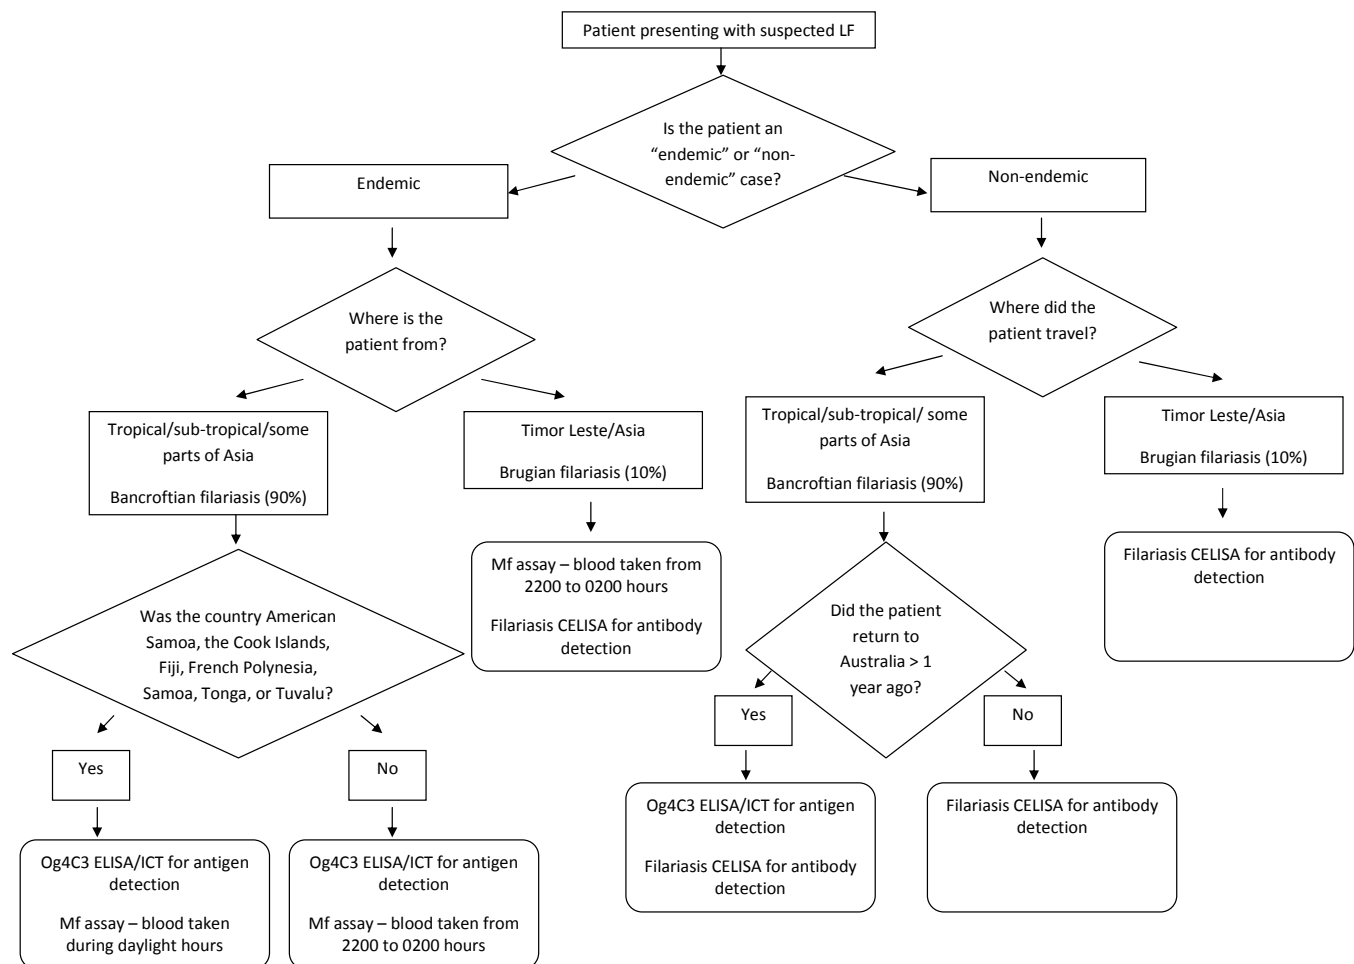 Patient presenting with suspected LF
Is the patient an
“endemic” or “non-
endemic” case?
Endemic
Non-endemic
Where is the
patient from?
Where did the
patient travel?
Tropical/sub-tropical/some
parts of Asia
Bancroftian filariasis (90%)
Timor Leste/Asia
Brugian filariasis (10%)
Tropical/sub-tropical/ some
parts of Asia
Bancroftian filariasis (90%)
Timor Leste/Asia
Brugian filariasis (10%)
Mf assay – blood taken from
2200 to 0200 hours
Filariasis CELISA for antibody
detection
Filariasis CELISA for antibody
detection
Was the country American
Samoa, the Cook Islands,
Fiji, French Polynesia,
Samoa, Tonga, or Tuvalu?
Did the patient
return to
Australia > 1
year ago?
Yes
No
Yes
No
Og4C3 ELISA/ICT for antigen
detection
Mf assay – blood taken
during daylight hours
Og4C3 ELISA/ICT for antigen
detection
Mf assay – blood taken from
2200 to 0200 hours
Og4C3 ELISA/ICT for antigen
detection
Filariasis CELISA for antibody
detection
Filariasis CELISA for antibody
detection